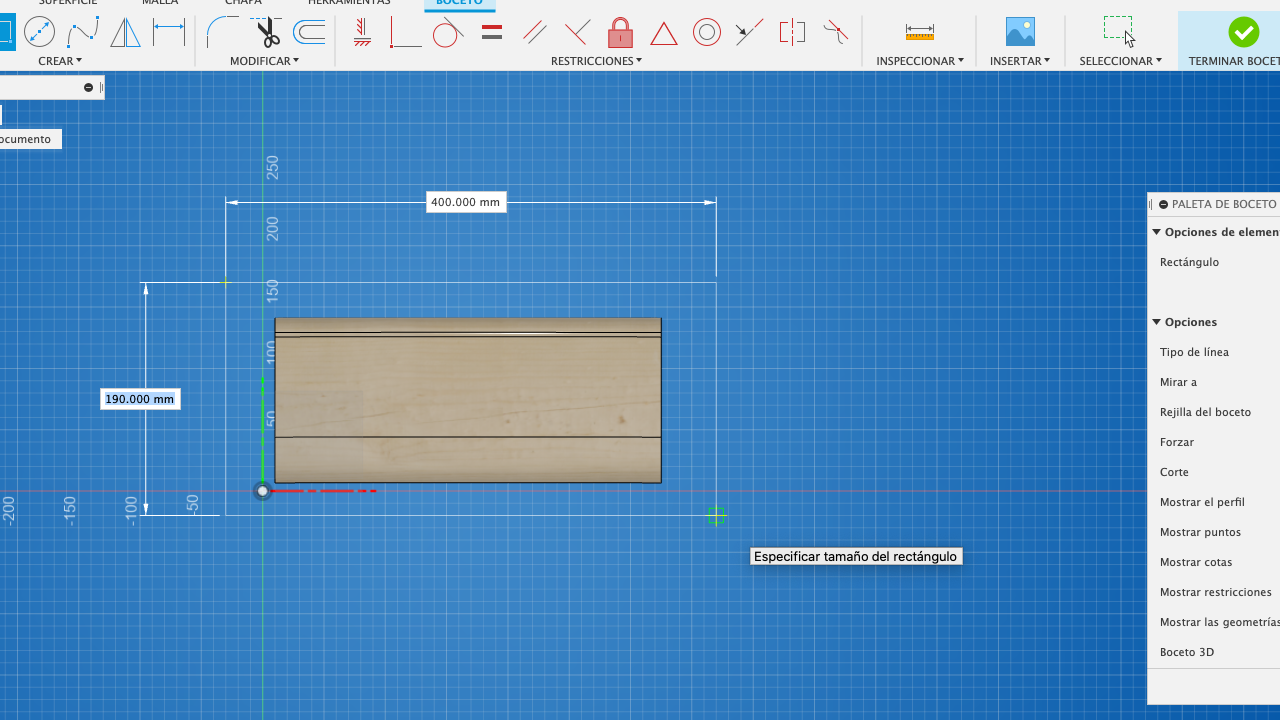 SUPERFICIE MALLA CHAPA HERRAMIENTAS BOCETO
CREAR MODIFICAR RESTRICCIONES INSPECCIONAR INSERTAR SELECCIONAR TERMINAR BOCET
ocumento
250
400.000 mm
200
150
100
190.000 mm
50
-200
-150
-100
-50
Especificar tamaño del rectángulo
PALETA DE BOCETO
Opciones de elemen
Rectángulo
Opciones
Tipo de línea
Mirar a
Rejilla del boceto
Forzar
Corte
Mostrar el perfil
Mostrar puntos
Mostrar cotas
Mostrar restricciones
Mostrar las geometrías
Boceto 3D